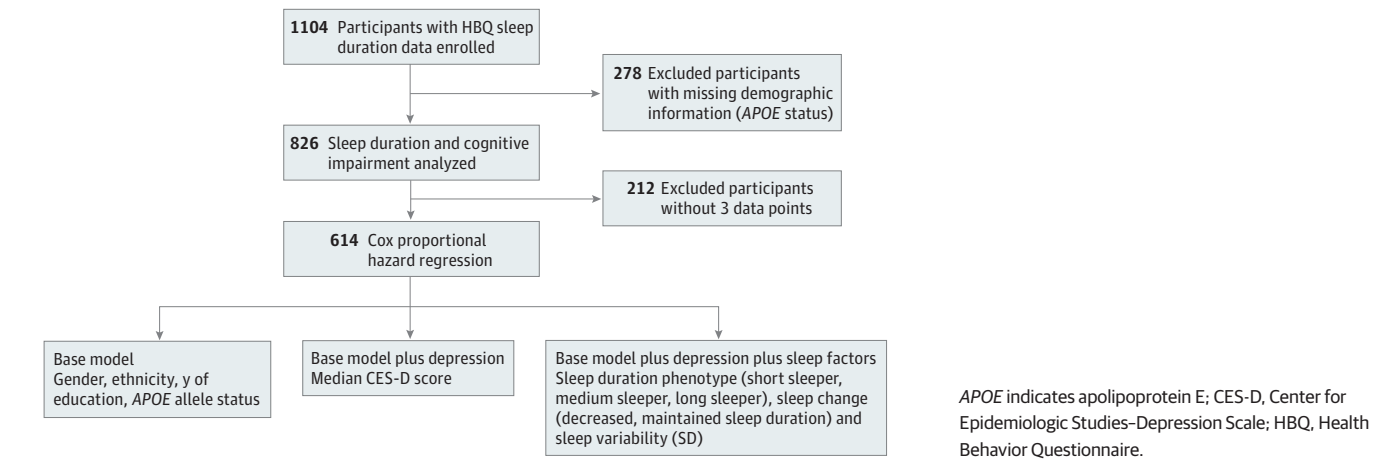 1104 Participants with HBQ sleep
duration data enrolled
278 Excluded participants
with missing demographic
information (APOE status)
826 Sleep duration and cognitive
impairment analyzed
212 Excluded participants
without 3 data points
614 Cox proportional
hazard regression
Base model
Gender, ethnicity, y of
education, APOE allele status
Base model plus depression
Median CES-D score
Base model plus depression plus sleep factors
Sleep duration phenotype (short sleeper,
medium sleeper, long sleeper), sleep change
(decreased, maintained sleep duration) and
sleep variability (SD)
APOE indicates apolipoprotein E; CES-D, Center for
Epidemiologic Studies–Depression Scale; HBQ, Health
Behavior Questionnaire.